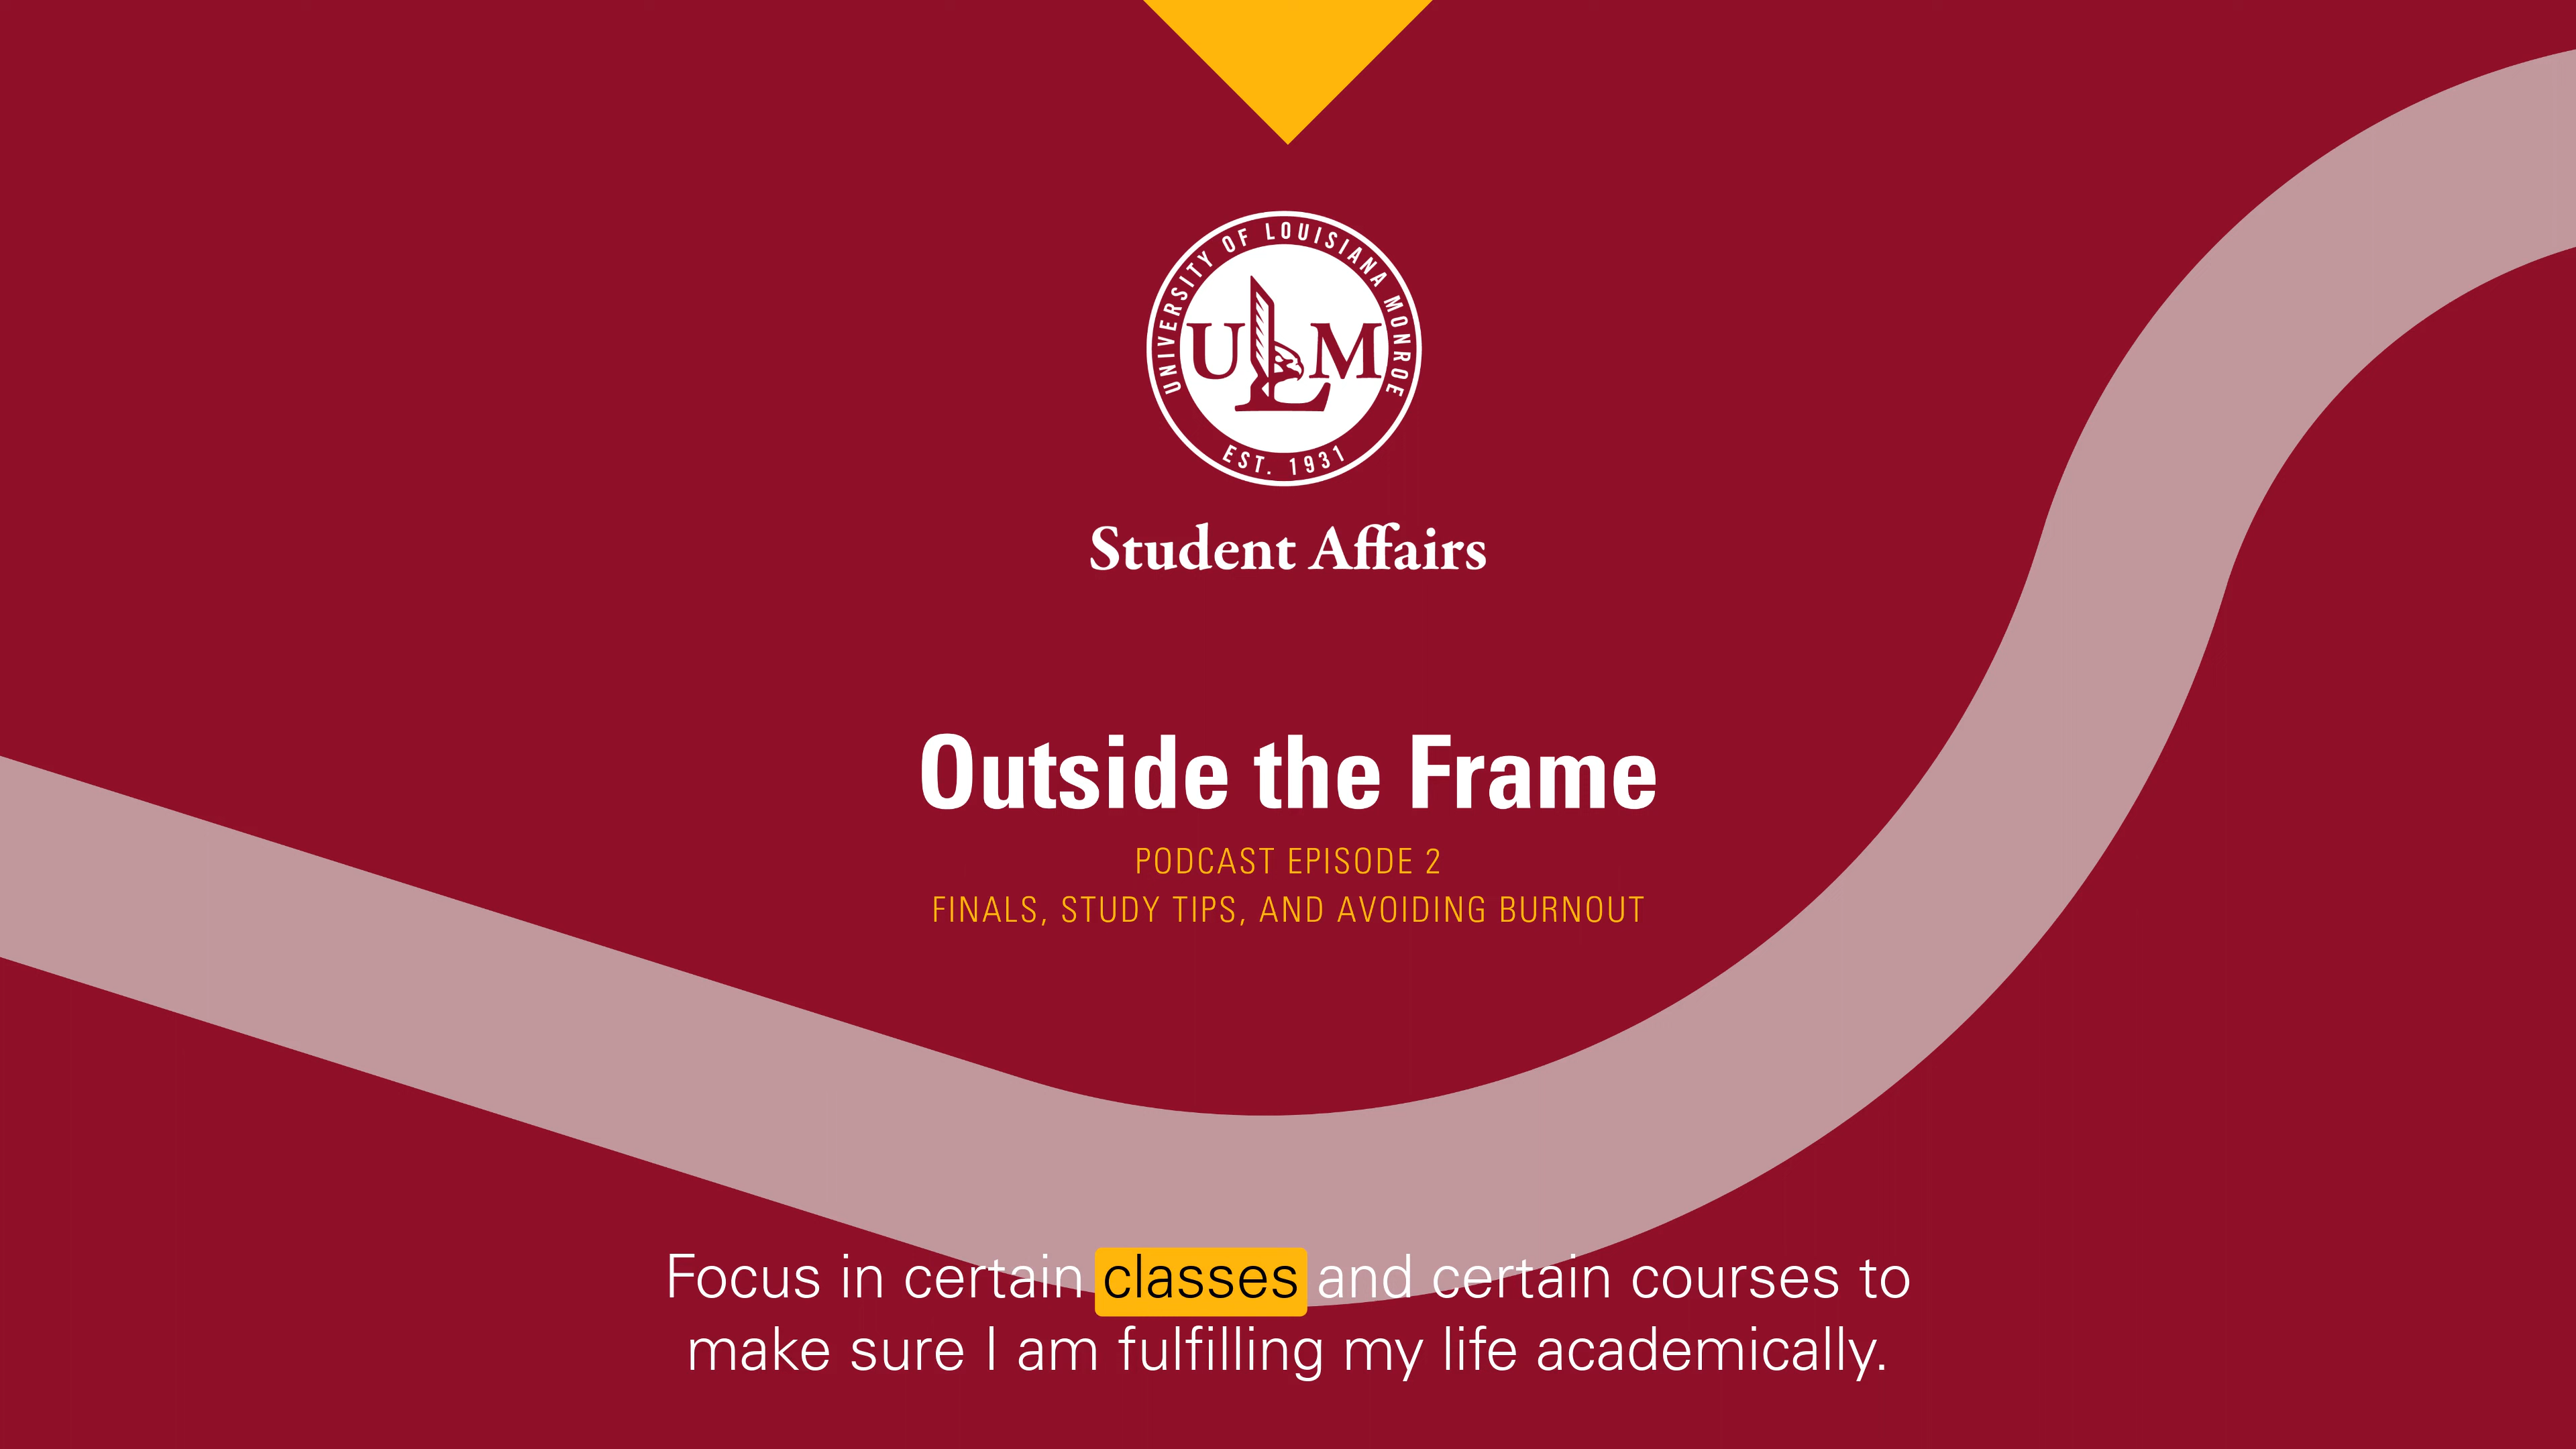 UNIVERSITY OF LOUISIANA MONROE
ULM
EST. 1931
Student Affairs
Outside the Frame
PODCAST EPISODE 2
FINALS, STUDY TIPS, AND AVOIDING BURNOUT
Focus in certain classes and certain courses to
make sure I am fulfilling my life academically.